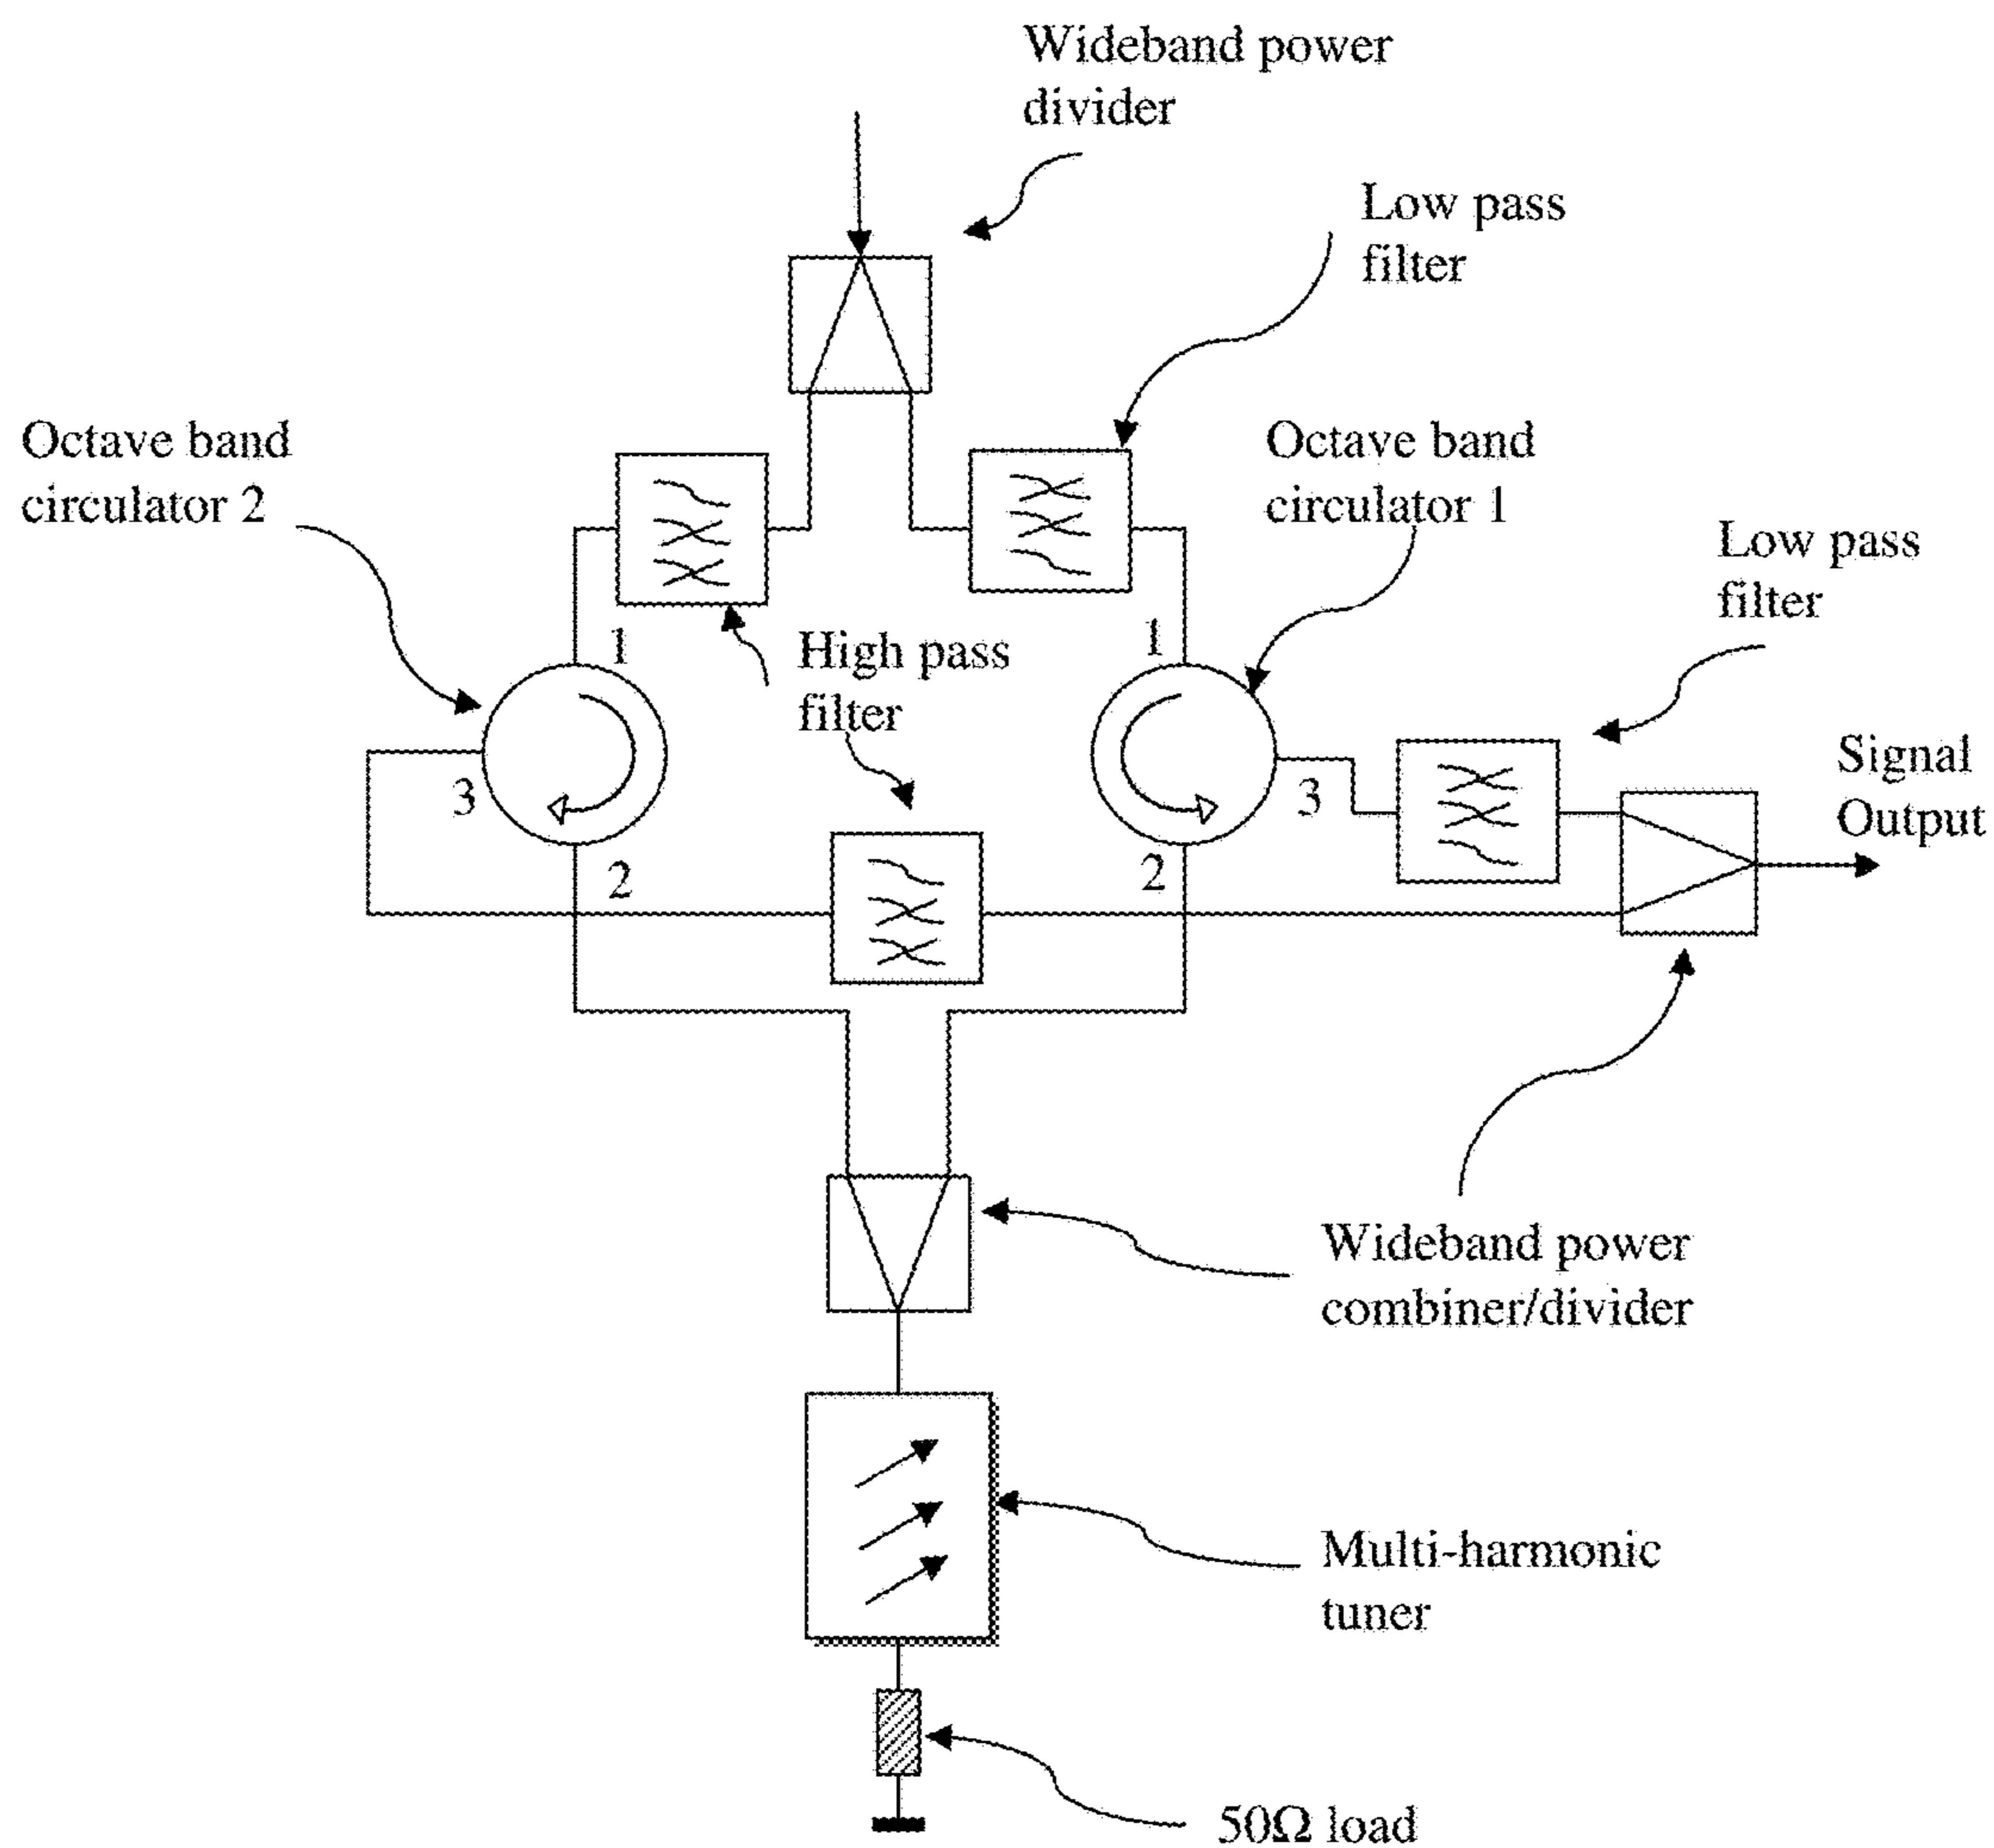 Wideband power
divider
Low pass
filter
Octave band
circulator 2
Octave band
circulator 1
Low pass
filter
1
High pass
filter
1
Signal
Output
3
3
2
2
Wideband power
combiner/divider
Multi-harmonic
tuner
50Ω load